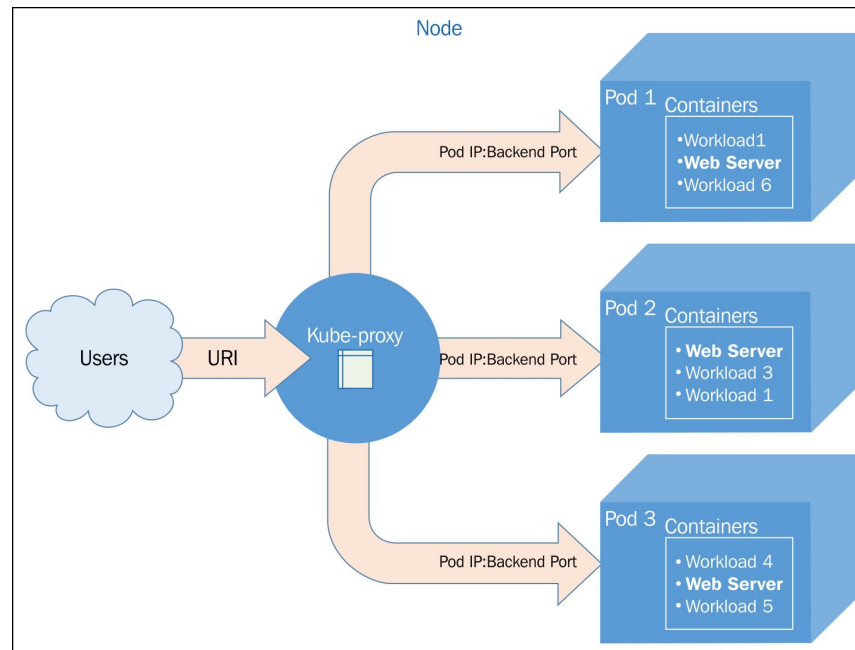 Node
Users
URI
Kube-proxy
Pod IP:Backend Port
Pod 1
Containers
•Workload1
•Web Server
•Workload 6
Pod IP:Backend Port
Pod 2
Containers
• Web Server
• Workload 3
• Workload 1
Pod IP:Backend Port
Pod 3
Containers
• Workload 4
• Web Server
• Workload 5